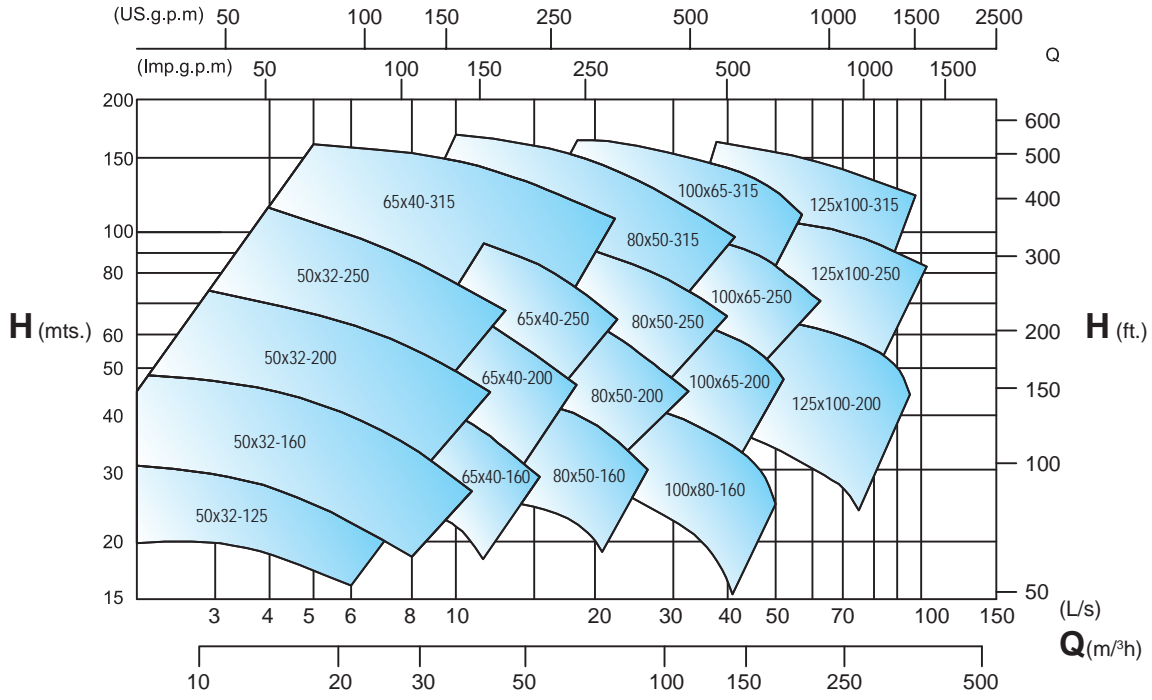 (US.g.p.m) 50 100 150 250 500 1000 1500 2500
Q
(Imp.g.p.m) 50 100 150 250 500 1000 1500
200
600
150
500
65x40-315
100x65-315
125x100-315
400
100
80x50-315
300
80
50x32-250
125x100-250
100x65-250
H (mts.)
60
65x40-250
80x50-250
200
H (ft.)
50
50x32-200
65x40-200
100x65-200
150
80x50-200
125x100-200
40
50x32-160
30
65x40-160
80x50-160
100
100x80-160
50x32-125
20
15
50
3 4 5 6 8 10 20 30 40 50 70 100 150
(L/s)
Q(m/³h)
10 20 30 50 100 150 250 500